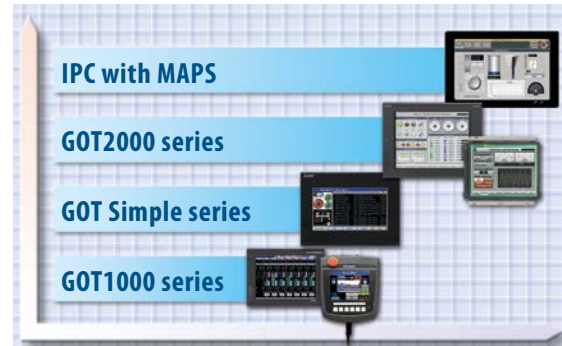 IPC with MAPS
GOT2000 series
GOT Simple series
GOT1000 series